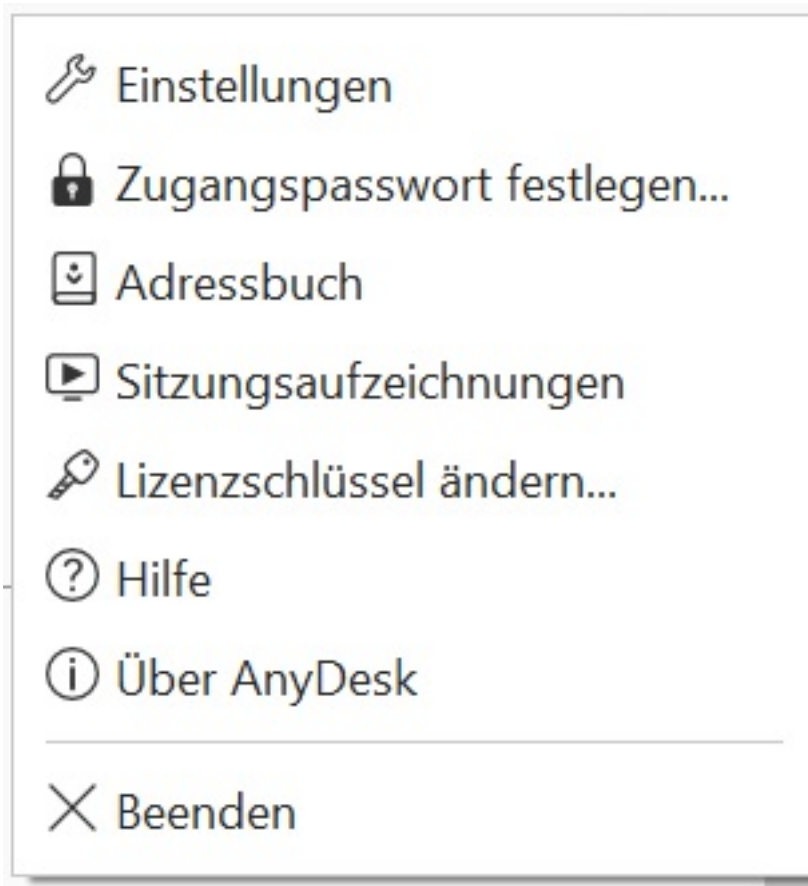 Einstellungen
Zugangspasswort festlegen...
Adressbuch
Sitzungsaufzeichnungen
Lizenzschlüssel ändern...
Hilfe
Über AnyDesk
Beenden